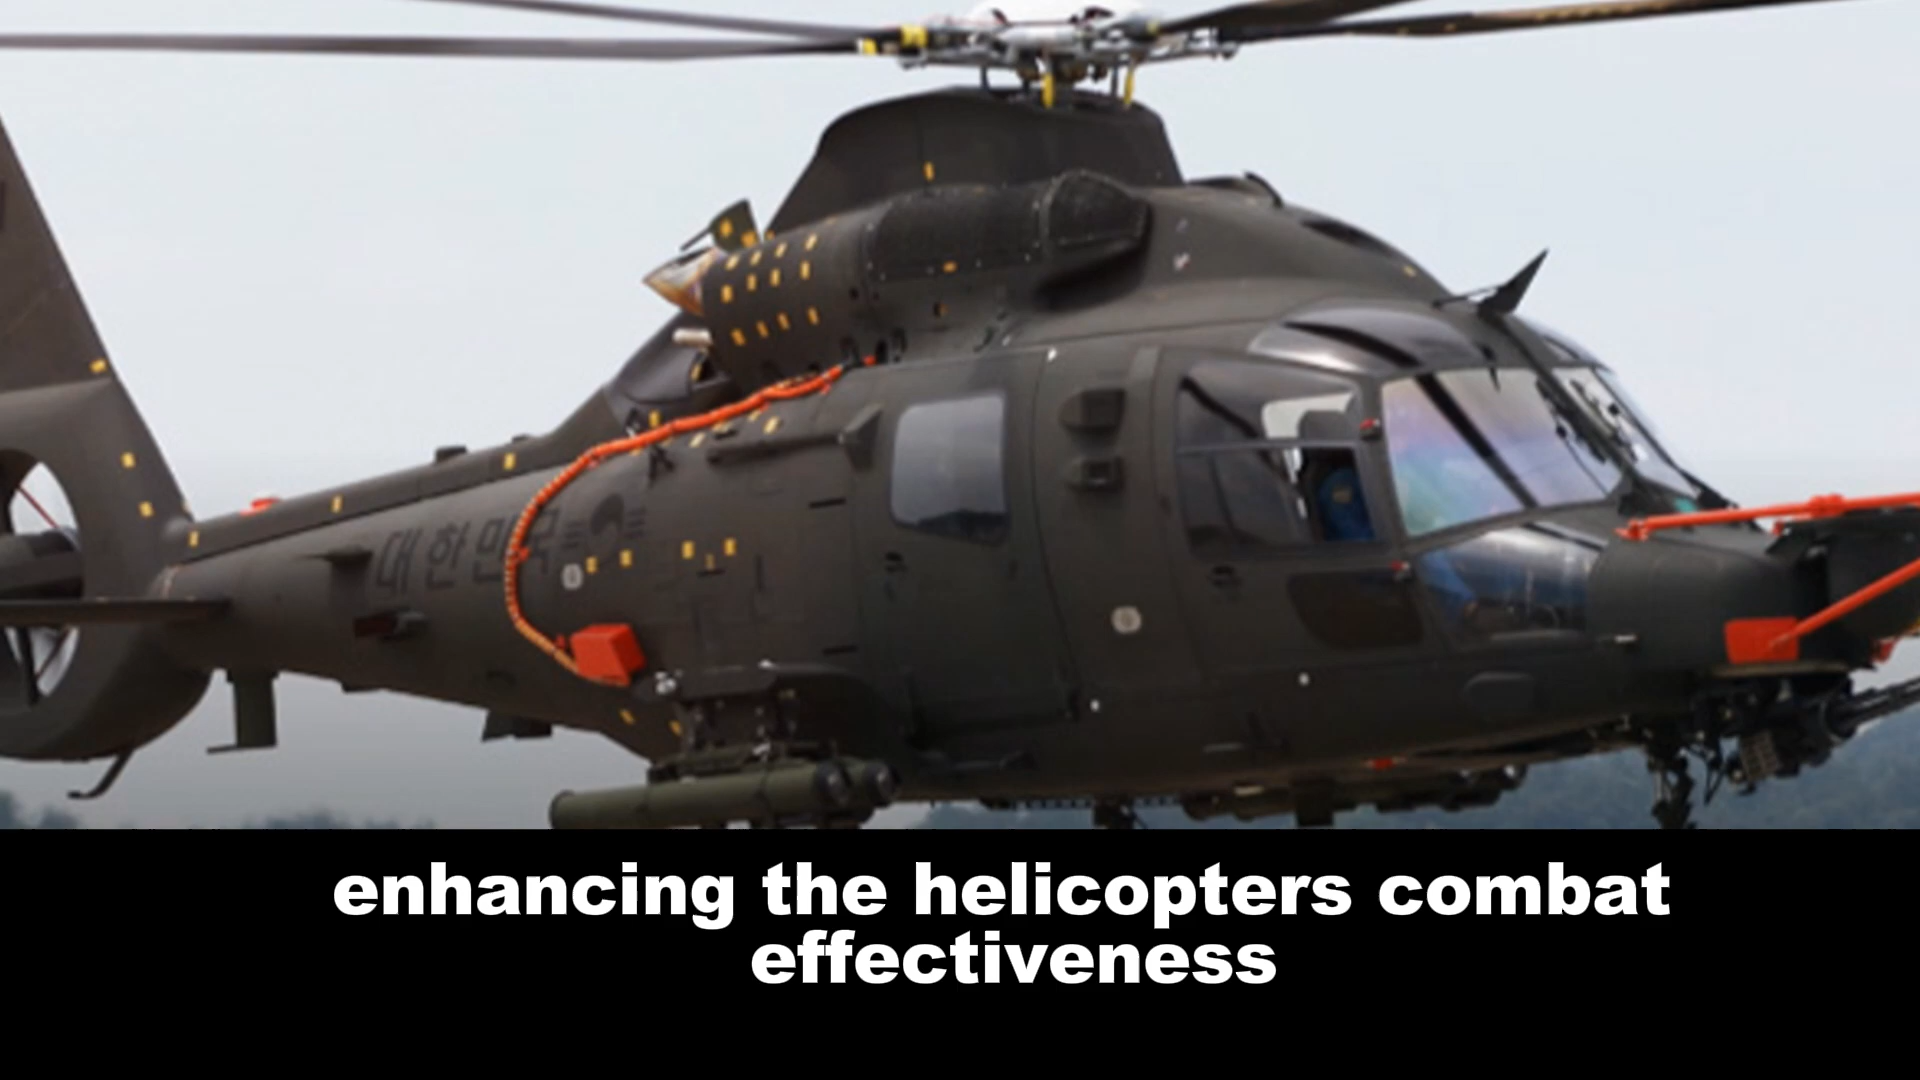 대한민국
enhancing the helicopters combat
effectiveness